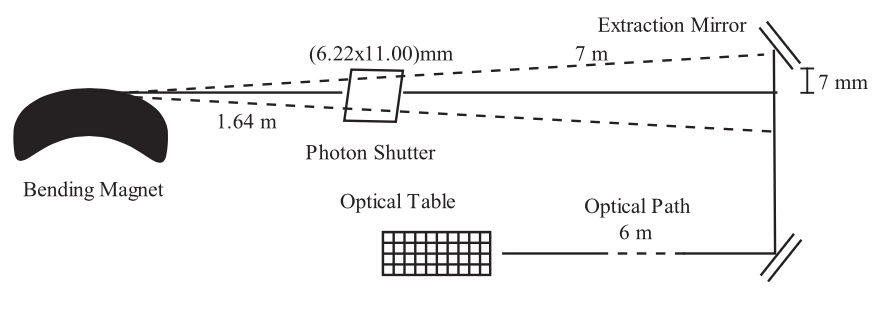 Extraction Mirror
(6.22x11.00)mm
7 m
7 mm
1.64 m
Photon Shutter
Bending Magnet
Optical Table
Optical Path
6 m